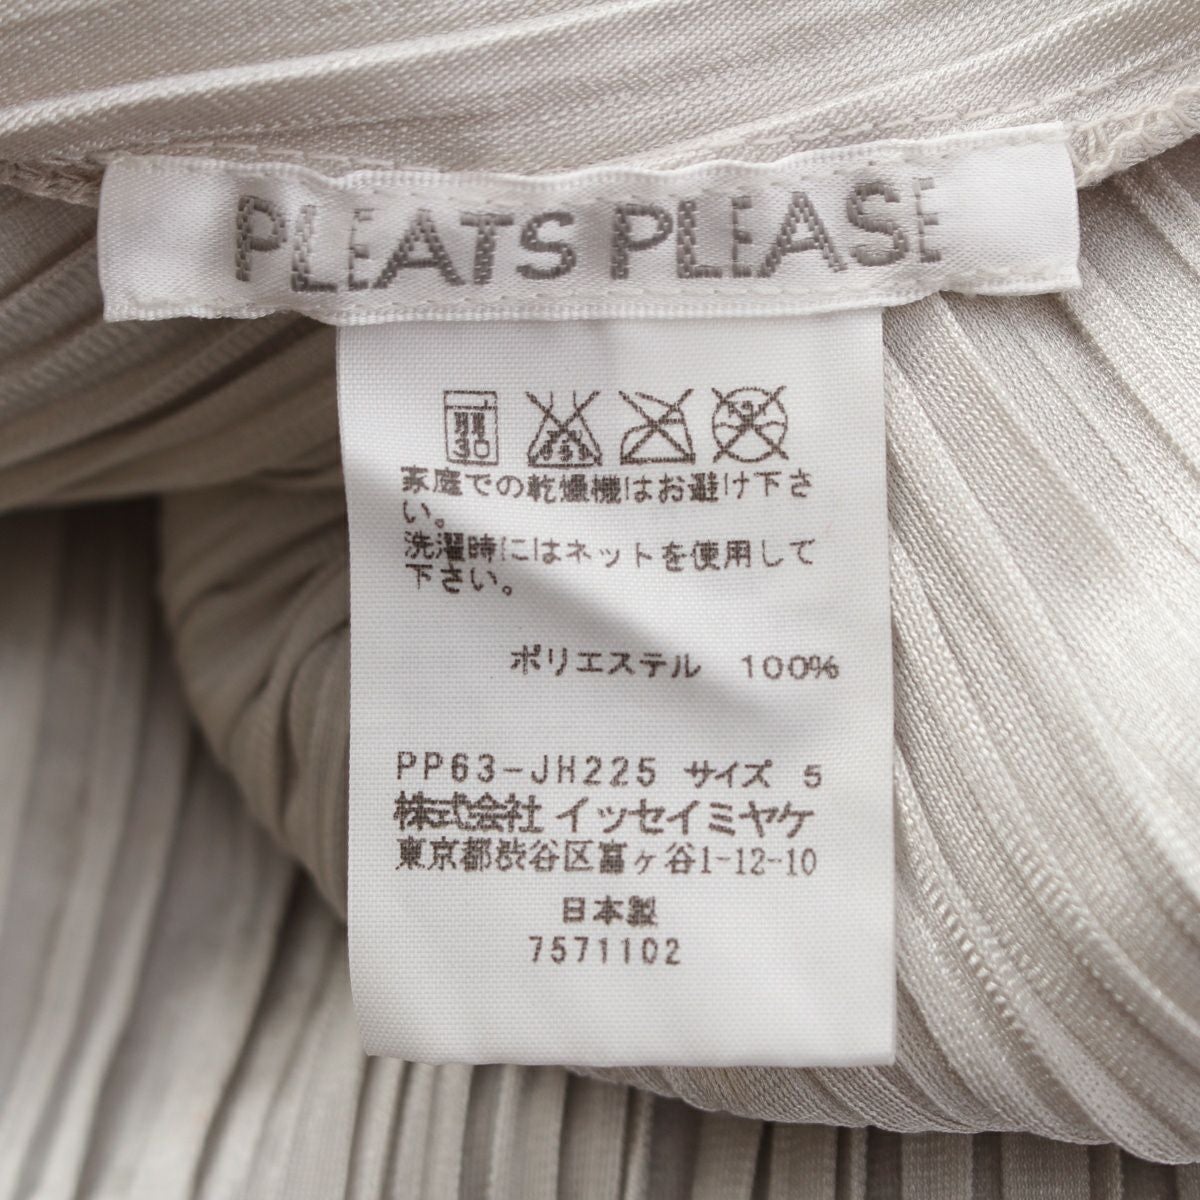 PLEATS PLEASE
30
家庭での乾燥機はお避け下さ
い。
洗濯時にはネットを使用して
下さい。
ポリエステル 100%
PP63-JH225 サイズ 5
株式会社 イッセイミヤケ
東京都渋谷区富ヶ谷1-12-10
日本製
7571102